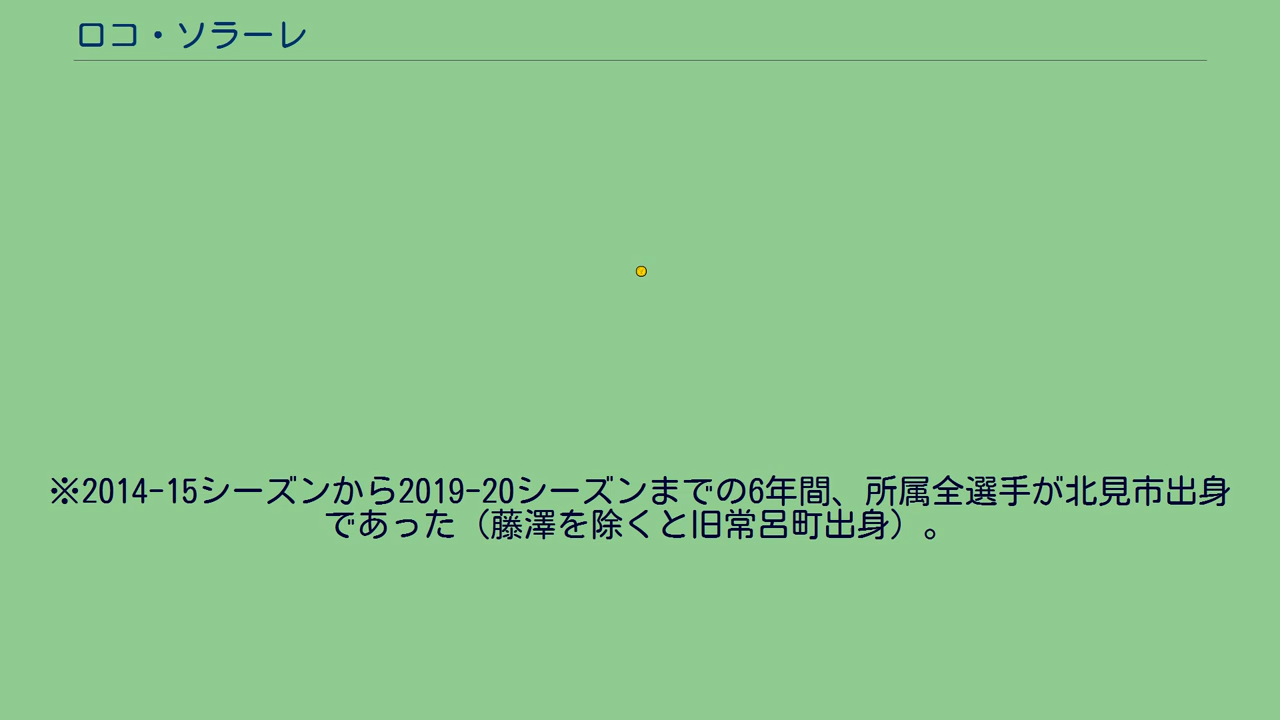 ロコ・ソラーレ
※2014-15シーズンから2019-20シーズンまでの6年間、所属全選手が北見市出身
であった（藤澤を除くと旧常呂町出身）。